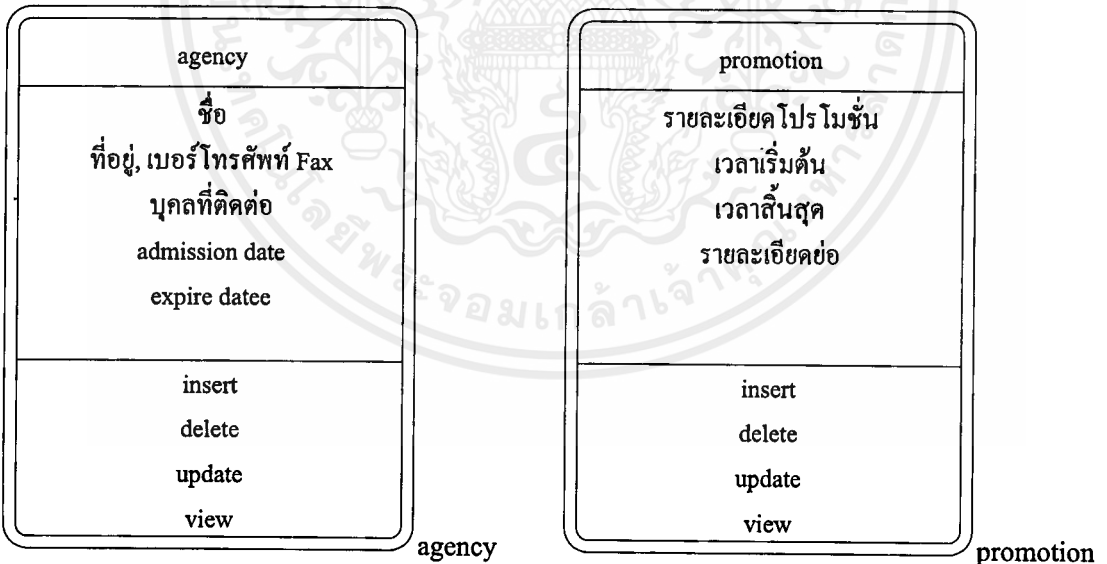 agency
ชื่อ
ที่อยู่, เบอร์โทรศัพท์ Fax
บุคลที่ติดต่อ
admission date
expire datee
insert
delete
update
view
agency
promotion
รายละเอียดโปรโมชั่น
เวลาเริ่มต้น
เวลาสิ้นสุด
รายละเอียดย่อ
insert
delete
update
view
promotion